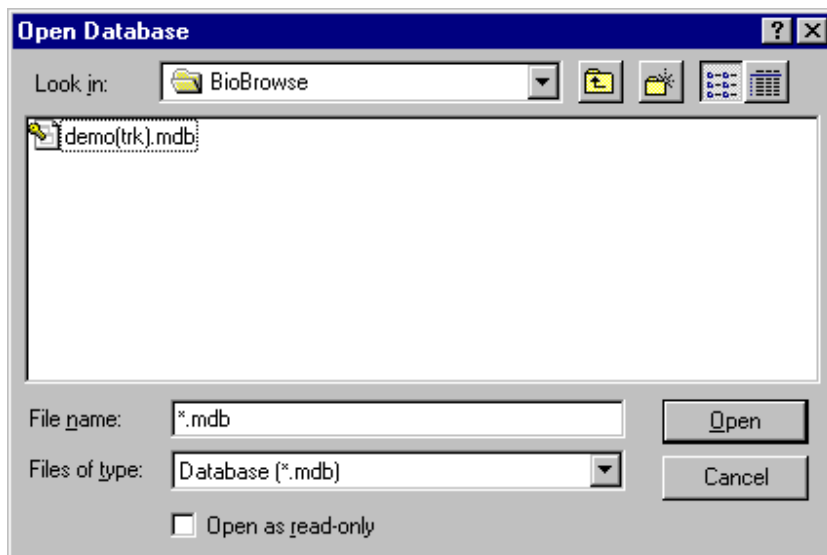 Open Database
Look in: BioBrowse
demo(trk).mdb
File name: *.mdb Open
Files of type: Database (*.mdb) Cancel
Open as read-only